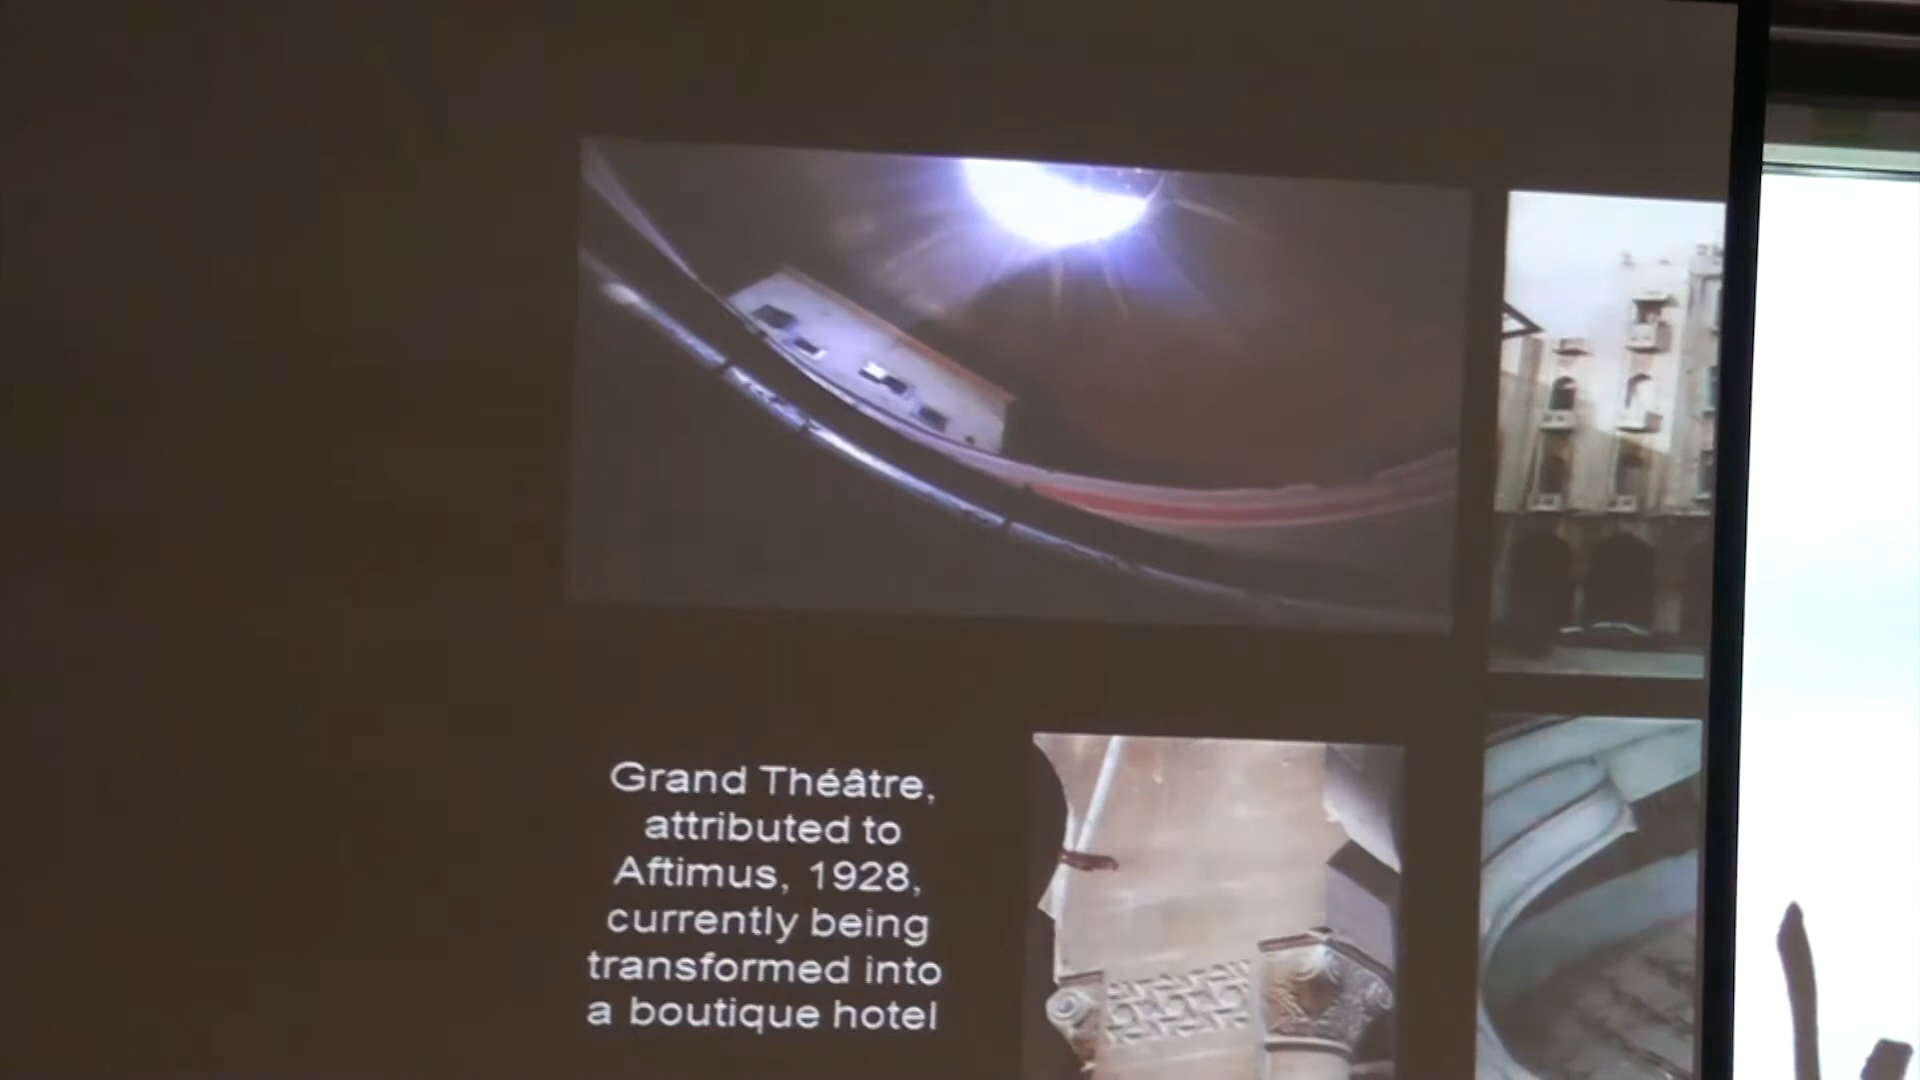 Grand Théâtre,
attributed to
Aftimus, 1928,
currently being
transformed into
a boutique hotel